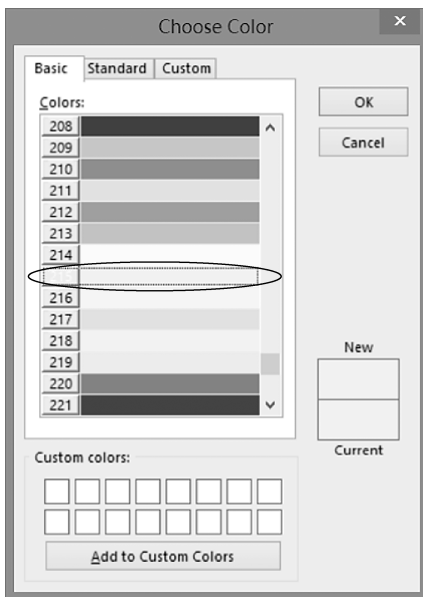 Choose Color
×
Basic Standard Custom
Colors:
OK
Cancel
208
209
210
211
212
213
214
216
217
218
219
220
221
New
Current
Custom colors:
Add to Custom Colors